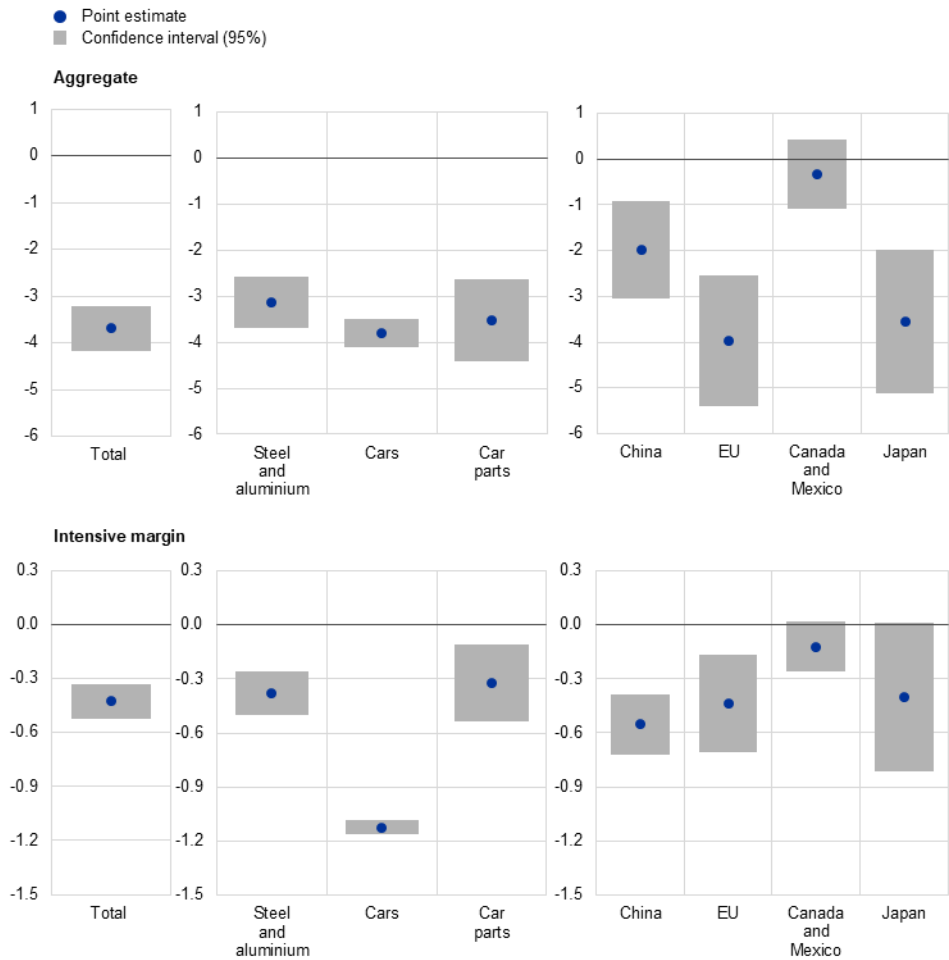 Point estimate
Confidence interval (95%)
Aggregate
1
0
-1
-2
-3
-4
-5
-6
Total
1
0
-1
-2
-3
-4
-5
-6
Steel
and
aluminium
Cars
Car
parts
1
0
-1
-2
-3
-4
-5
-6
China
EU
Canada
and
Mexico
Japan
Intensive margin
0.3
0.0
-0.3
-0.6
-0.9
-1.2
-1.5
Total
0.3
0.0
-0.3
-0.6
-0.9
-1.2
-1.5
Steel
and
aluminium
Cars
Car
parts
0.3
0.0
-0.3
-0.6
-0.9
-1.2
-1.5
China
EU
Canada
and
Mexico
Japan